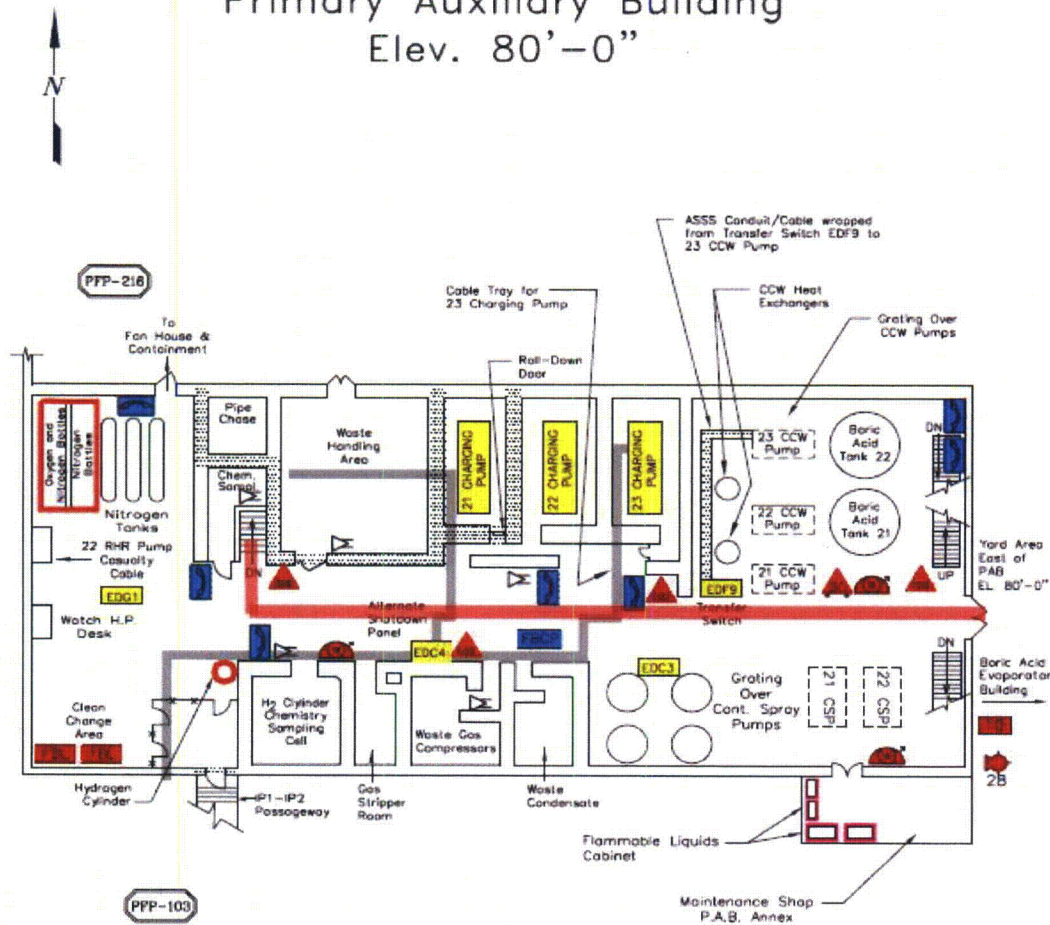 Primary Auxiliary Building
Elev. 80'-0"
N
ASSS Conduit/Cable wrapped
from Transfer Switch EDF9 to
23 CCW Pump
PFP-216
Cable Tray for
23 Charging Pump
CCW Heat
Exchangers
Grating Over
CCW Pumps
To
Fan House &
Containment
Roll-Down
Door
Oxygen and
Nitrogen Bottles
Nitrogen
Bottles
Pipe
Chase
Waste
Handling
Area
21 CHARGING
PUMP
22 CHARGING
PUMP
23 CHARGING
PUMP
23 CCW
Pump
Boric
Acid
Tank 22
DN
Chem.
Sampl.
Nitrogen
Tanks
22 CCW
Pump
Boric
Acid
Tank 21
22 RHR Pump
Casualty
Cable
DN
21 CCW
Pump
UP
Yard Area
East of
PAB
EL 80'-0"
EDG1
EDF9
Alternate
Shutdown
Panel
Transfer
Switch
Watch H.P.
Desk
FBCP
EDC4
DN
EDC3
Boric Acid
Evaporator
Building
Grating
Over
Cont. Spray
Pumps
21 CSP
22 CSP
Clean
Change
Area
H2 Cylinder
Chemistry
Sampling
Cell
Waste Gas
Compressors
2B
Hydrogen
Cylinder
IP1-IP2
Passageway
Gas
Stripper
Room
Waste
Condensate
Flammable Liquids
Cabinet
PFP-103
Maintenance Shop
P.A.B. Annex